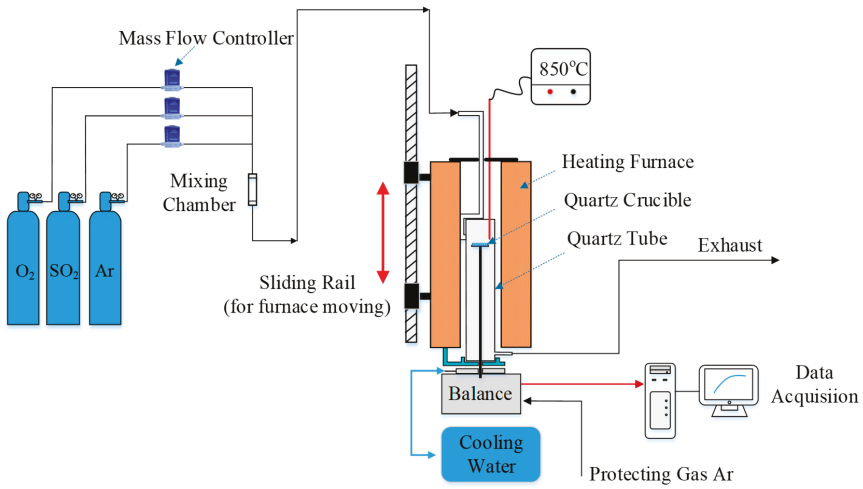 Mass Flow Controller
850°C
Mixing
Chamber
Heating Furnace
Quartz Crucible
Quartz Tube
Exhaust
O₂
SO₂
Ar
Sliding Rail
(for furnace moving)
Balance
Data
Acquisiion
Cooling
Water
Protecting Gas Ar